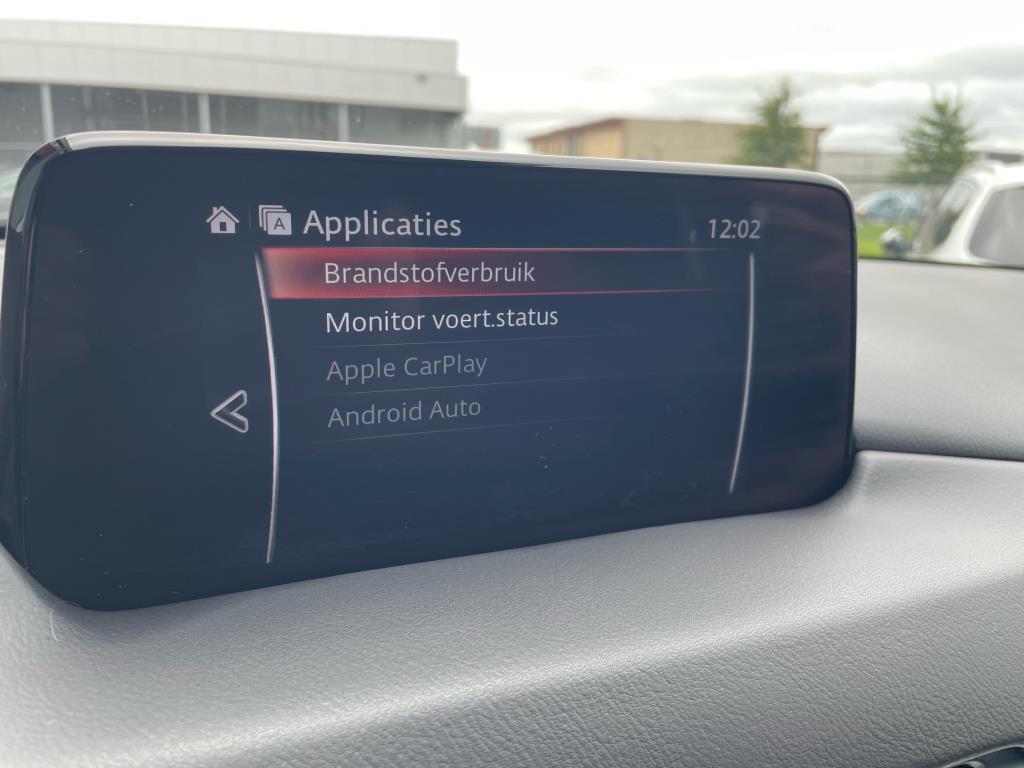 A Applicaties 12:02
Brandstofverbruik
Monitor voert.status
Apple CarPlay
Android Auto